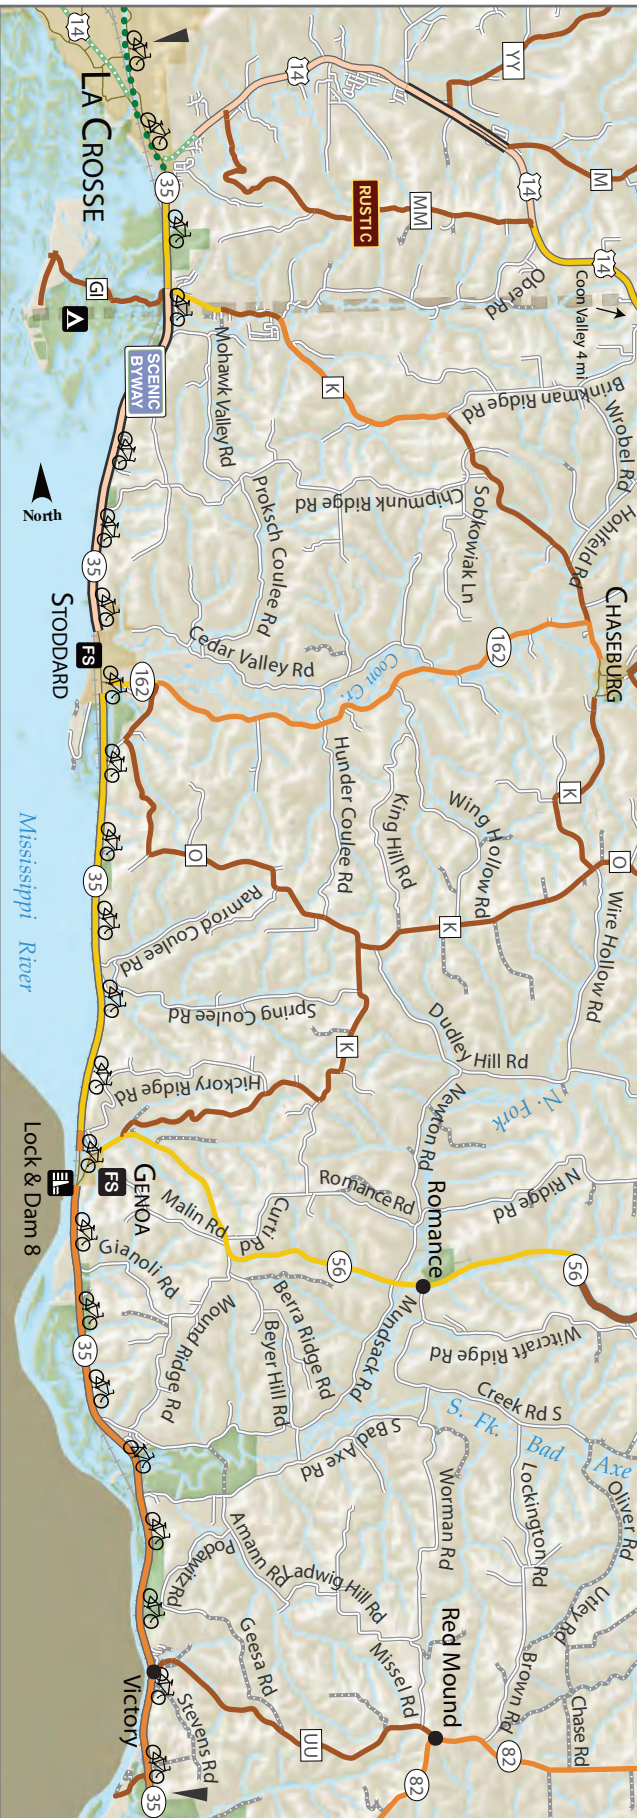 14
LA CROSSE
14
YY
M
14
RUSTIC
MM
35
14
GI
Ober Rd
Coon Valley 4 mi
SCENIC
BYWAY
Mohawk Valley Rd
K
Brinkman Ridge Rd
Wrobel Rd
North
Proksch Coulee Rd
Chipmunk Ridge Rd
Sobkowiak Ln
Hohlfeld Rd
35
STODDARD
FS
Cedar Valley Rd
162
CHASEBURG
162
Coon Cr.
Hunder Coulee Rd
King Hill Rd
Wing Hollow Rd
K
O
O
Mississippi River
35
Ramrod Coulee Rd
K
Wire Hollow Rd
Spring Coulee Rd
Dudley Hill Rd
K
Hickory Ridge Rd
N. Fork
Newton Rd
Lock & Dam 8
FS
GENOA
Malin Rd
Curti Rd
Romance Rd
Romance
N Ridge Rd
56
56
Gianoli Rd
Mound Ridge Rd
Berra Ridge Rd
Beyer Hill Rd
Mundsack Rd
Witcraft Ridge Rd
35
Creek Rd S
S. Fk. Bad Axe
S Bad Axe Rd
Worman Rd
Lockington Rd
Oliver Rd
Podawitz Rd
Amann Rd
Ladwig Hill Rd
Utley Rd
Geesa Rd
Missel Rd
Red Mound
Brown Rd
Chase Rd
Victory
Stevens Rd
UU
82
82
35